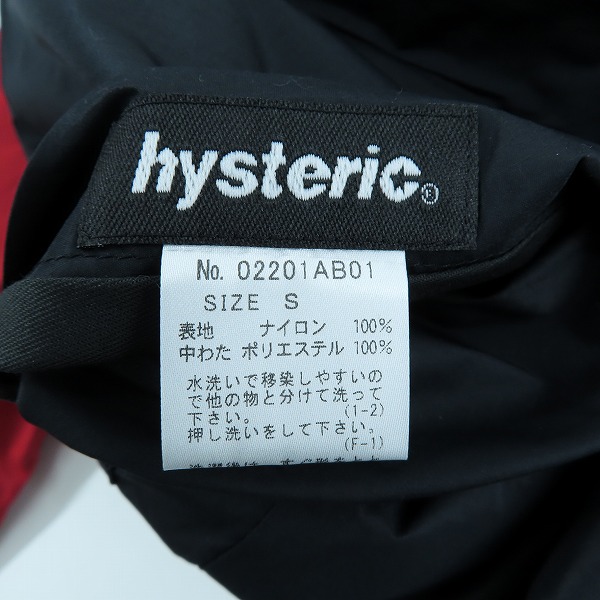 hysteric®
No. 02201AB01
SIZE S
表地 ナイロン 100%
中わた ポリエステル 100%
水洗いで移染しやすいの
で他の物と分けて洗って
下さい。 (1-2)
押し洗いをして下さい。
(F-1)